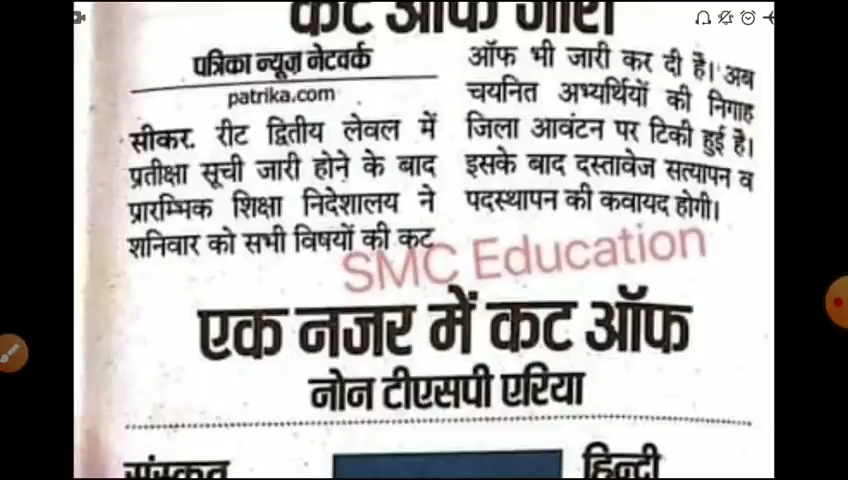 कट ऑफ जारी
पत्रिका न्यूज़ नेटवर्क
patrika.com
सीकर. रीट द्वितीय लेवल में
प्रतीक्षा सूची जारी होने के बाद
प्रारम्भिक शिक्षा निदेशालय ने
शनिवार को सभी विषयों की कट
ऑफ भी जारी कर दी है। अब
चयनित अभ्यर्थियों की निगाह
जिला आवंटन पर टिकी हुई है।
इसके बाद दस्तावेज सत्यापन व
पदस्थापन की कवायद होगी।
SMC Education
एक नजर में कट ऑफ
नोन टीएसपी एरिया
संस्कृत
हिन्दी